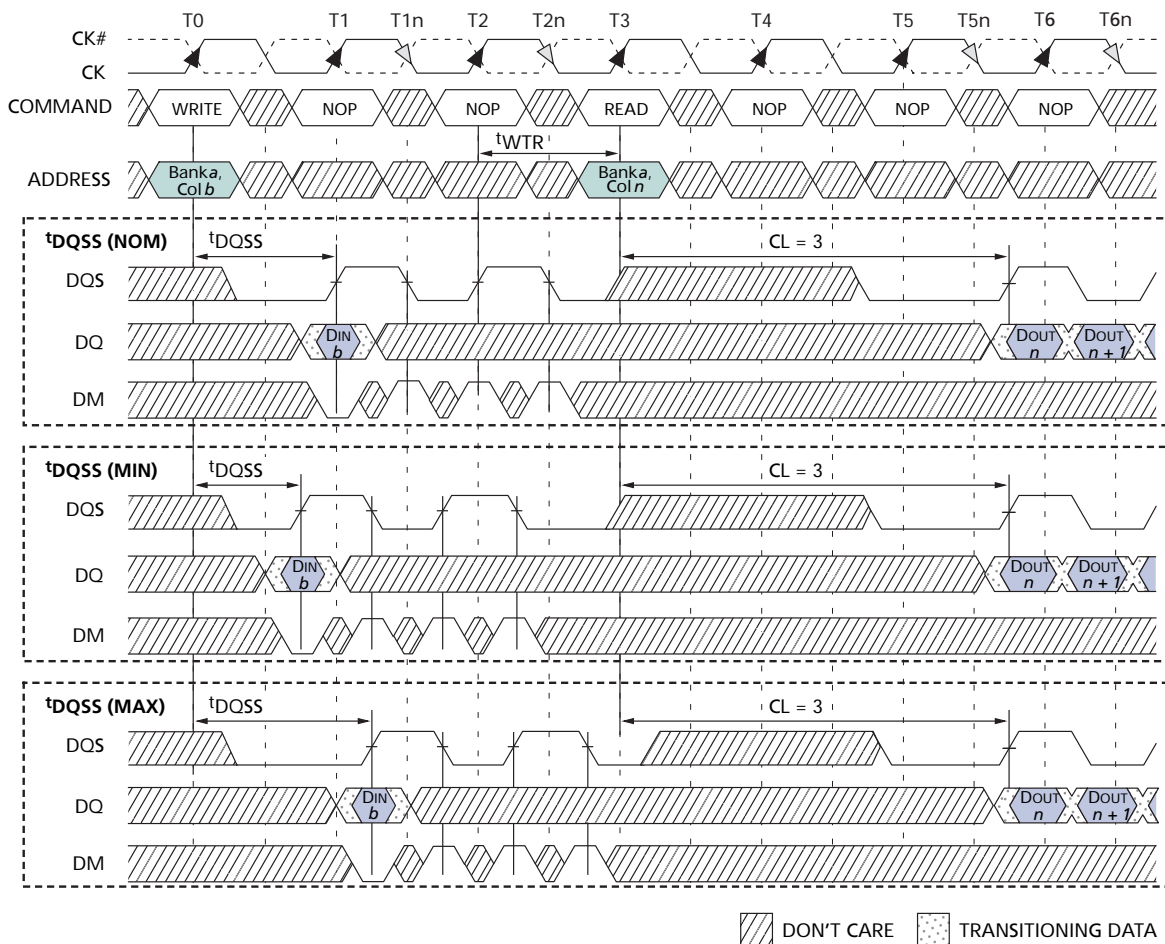 T0 T1 T1n T2 T2n T3 T4 T5 T5n T6 T6n
CK#
CK
COMMAND WRITE NOP NOP READ NOP NOP NOP
tWTR
ADDRESS Bank a, Col b Bank a, Col n
tDQSS (NOM) tDQSS CL = 3
DQS
DQ DIN b DOUT n DOUT n + 1
DM
tDQSS (MIN) tDQSS CL = 3
DQS
DQ DIN b DOUT n DOUT n + 1
DM
tDQSS (MAX) tDQSS CL = 3
DQS
DQ DIN b DOUT n DOUT n + 1
DM
DON'T CARE TRANSITIONING DATA